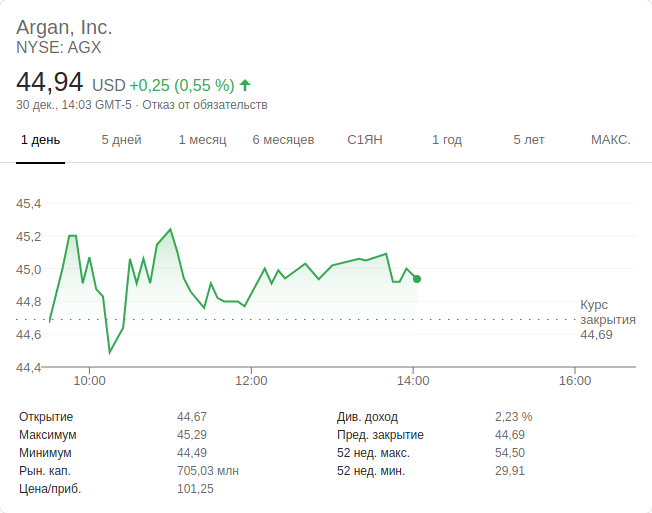 Argan, Inc.
NYSE: AGX
44,94 USD +0,25 (0,55 %)
30 дек., 14:03 GMT-5 · Отказ от обязательств
1 день 5 дней 1 месяц 6 месяцев С1ЯН 1 год 5 лет МАКС.
45,4
45,2
45,0
44,8
44,6
44,4
Курс
закрытия
44,69
10:00 12:00 14:00 16:00
Открытие 44,67 Див. доход 2,23 %
Максимум 45,29 Пред. закрытие 44,69
Минимум 44,49 52 нед. макс. 54,50
Рын. кап. 705,03 млн 52 нед. мин. 29,91
Цена/приб. 101,25